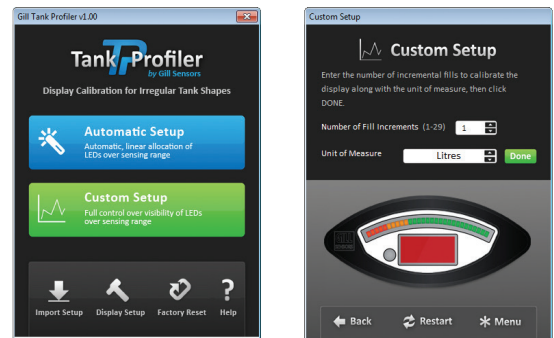 Gill Tank Profiler v1.00
Tank Profiler
by Gill Sensors
Display Calibration for Irregular Tank Shapes
Automatic Setup
Automatic, linear allocation of
LEDs over sensing range
Custom Setup
Full control over visibility of LEDs
over sensing range
Import Setup Display Setup Factory Reset Help
Custom Setup
Custom Setup
Enter the number of incremental fills to calibrate the
display along with the unit of measure, then click
DONE.
Number of Fill Increments (1-29) 1
Unit of Measure Litres Done
GILL
SENSORS
Back Restart Menu